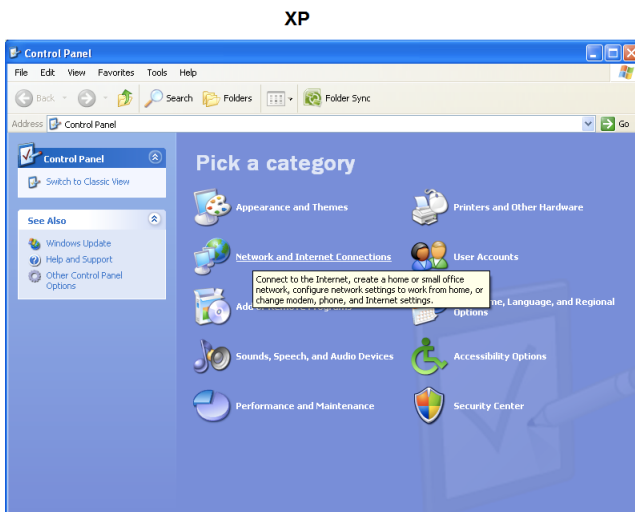 XP
Control Panel
File Edit View Favorites Tools Help
Back Search Folders Folder Sync
Address Control Panel Go
Control Panel
Switch to Classic View
See Also
Windows Update
Help and Support
Other Control Panel
Options
Pick a category
Appearance and Themes
Printers and Other Hardware
Network and Internet Connections
User Accounts
Connect to the Internet, create a home or small office
network, configure network settings to work from home, or
change modem, phone, and Internet settings.
Language, and Regional
Options
Sounds, Speech, and Audio Devices
Accessibility Options
Performance and Maintenance
Security Center